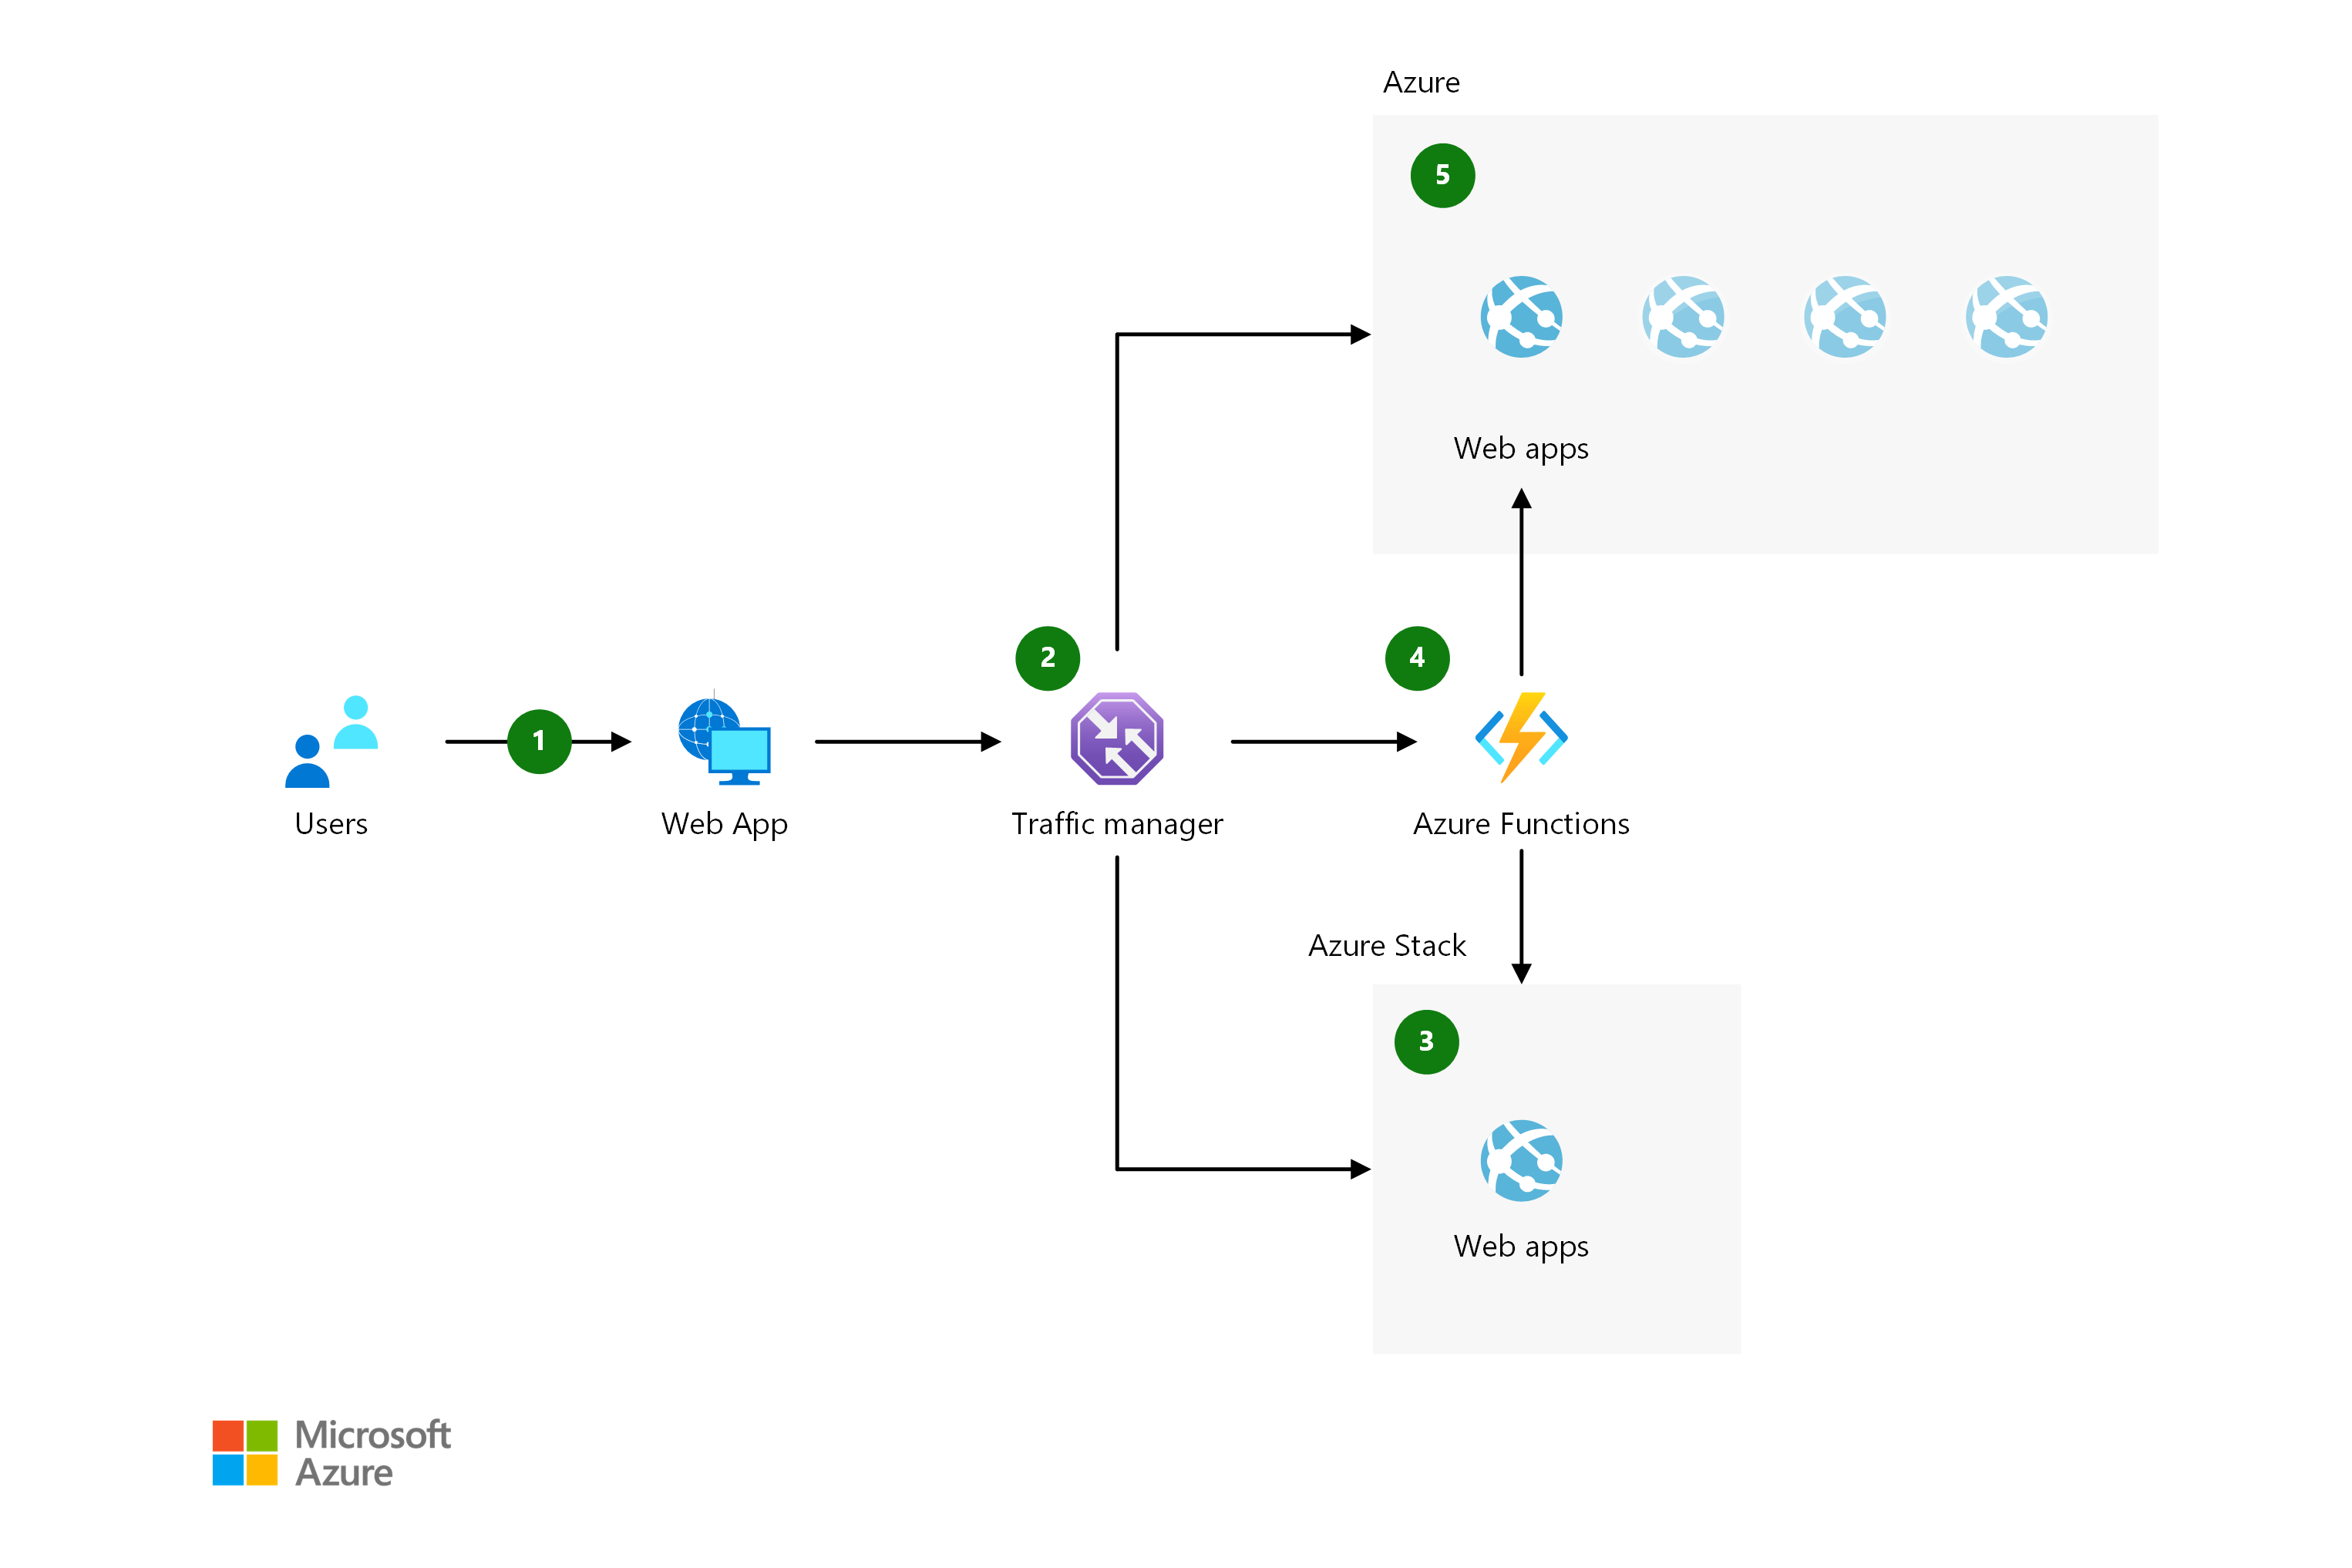 Azure
5
Web apps
2
4
1
Users
Web App
Traffic manager
Azure Functions
Azure Stack
3
Web apps
Microsoft
Azure